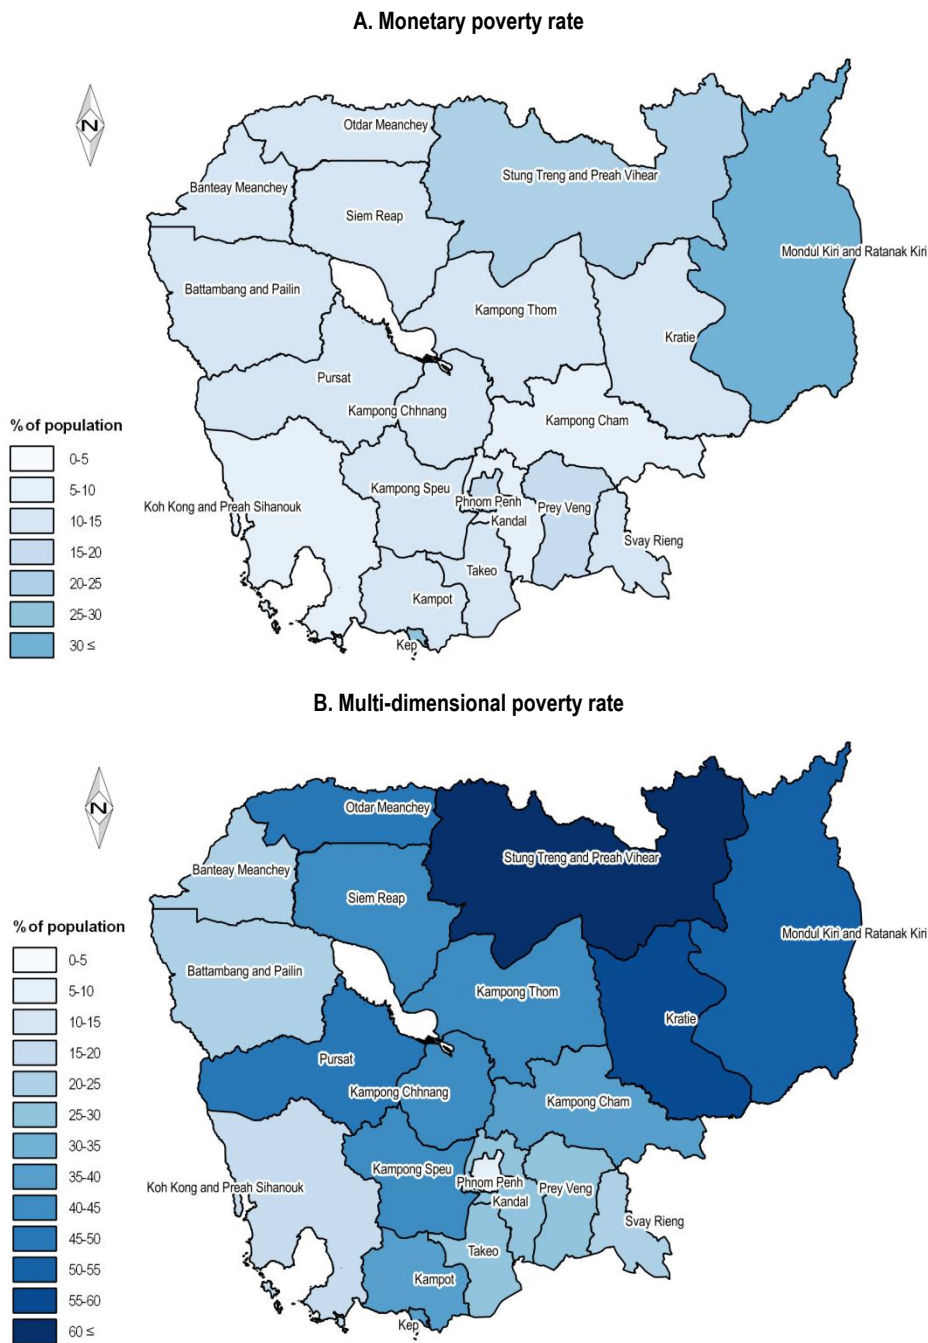 A. Monetary poverty rate
N
Otdar Meanchey
Stung Treng and Preah Vihear
Banteay Meanchey
Siem Reap
Mondul Kiri and Ratanak Kiri
Battambang and Pailin
Kampong Thom
Kratie
Pursat
Kampong Chhnang
Kampong Cham
% of population
0-5
5-10
10-15
15-20
20-25
25-30
30 ≤
Kampong Speu
Phnom Penh
Koh Kong and Preah Sihanouk
Prey Veng
Kandal
Svay Rieng
Takeo
Kampot
Kep
B. Multi-dimensional poverty rate
N
Otdar Meanchey
Stung Treng and Preah Vihear
Banteay Meanchey
Siem Reap
Mondul Kiri and Ratanak Kiri
Battambang and Pailin
Kampong Thom
Kratie
Pursat
Kampong Chhnang
Kampong Cham
% of population
0-5
5-10
10-15
15-20
20-25
25-30
30-35
35-40
40-45
45-50
50-55
55-60
60 ≤
Kampong Speu
Phnom Penh
Koh Kong and Preah Sihanouk
Prey Veng
Kandal
Svay Rieng
Takeo
Kampot
Kep